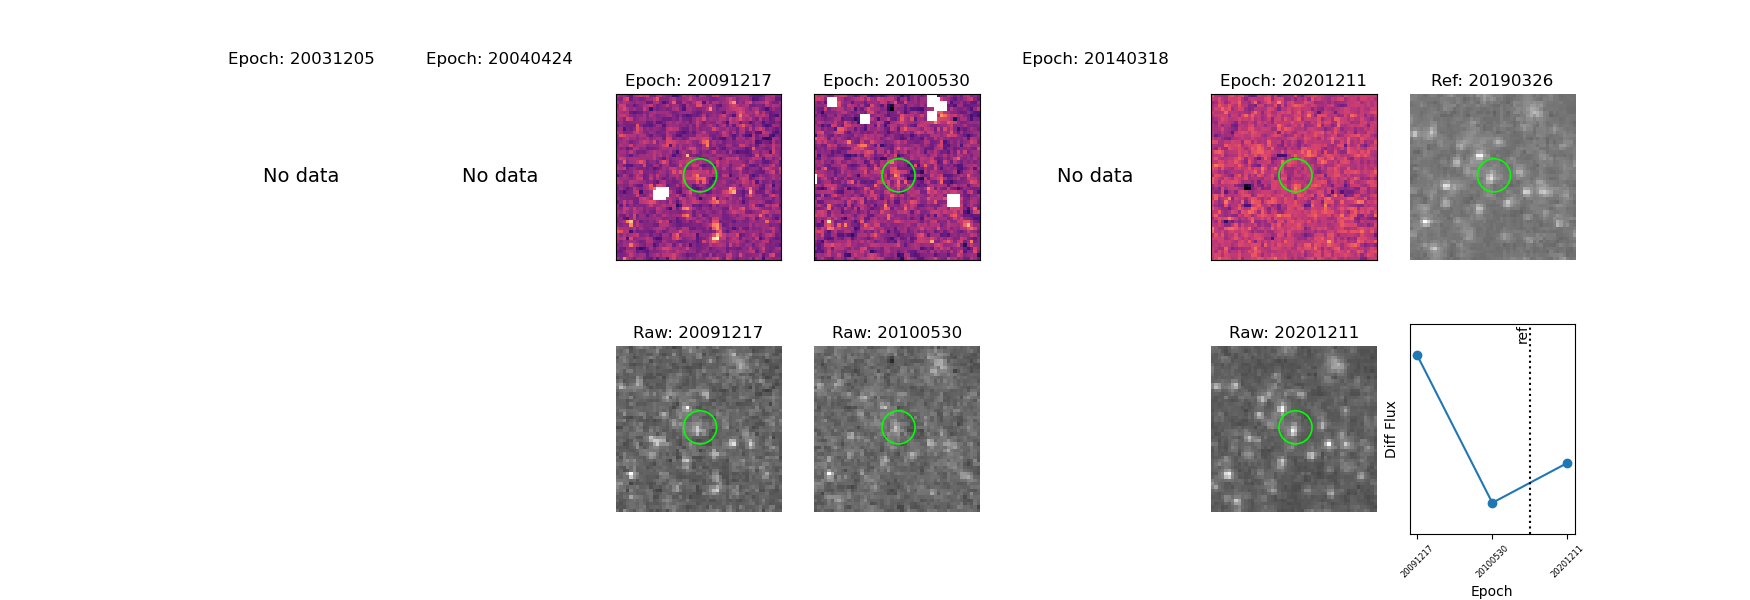 Epoch: 20031205
Epoch: 20040424
Epoch: 20140318
Epoch: 20091217
Epoch: 20100530
Epoch: 20201211
Ref: 20190326
No data
No data
No data
Raw: 20091217
Raw: 20100530
Raw: 20201211
ref
Diff Flux
20091217
20100530
20201211
Epoch